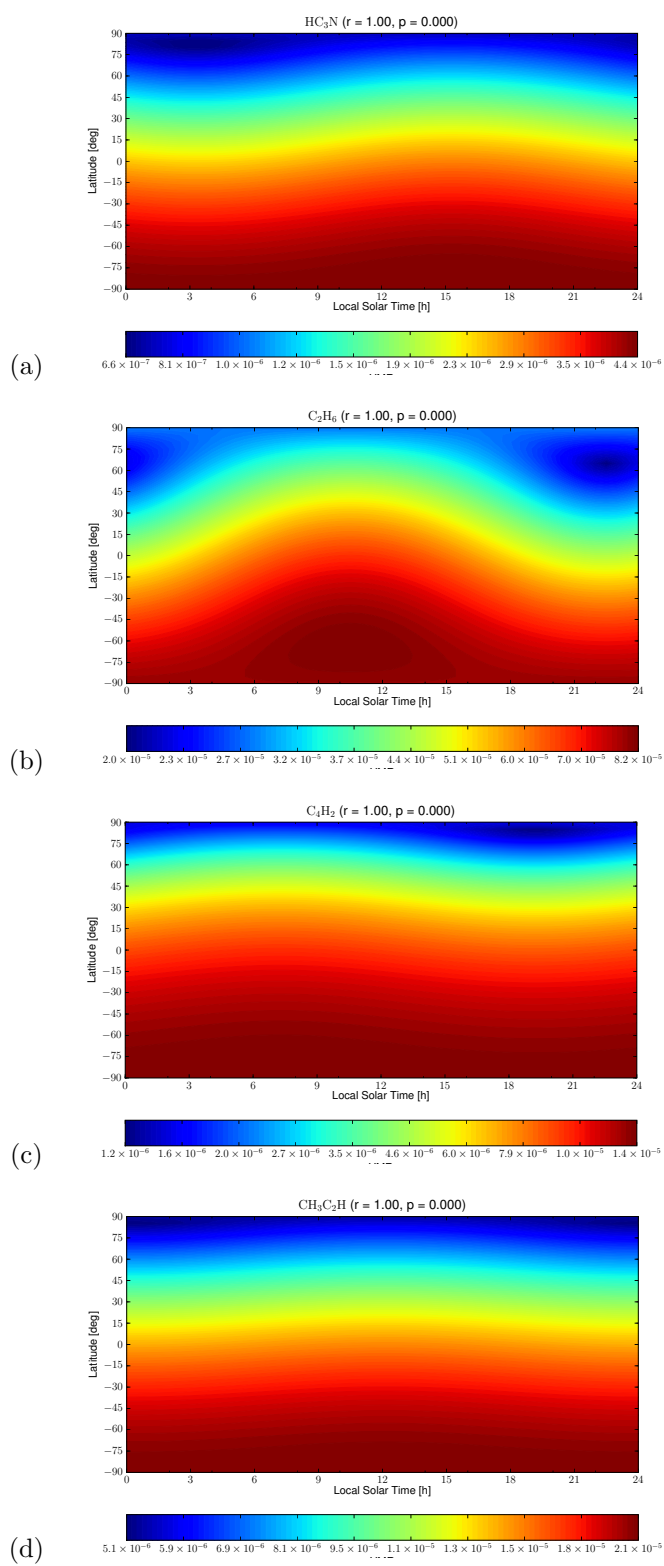 HC₃N (r = 1.00, p = 0.000)
90
75
60
45
30
15
0
−15
−30
−45
−60
−75
−90
Latitude [deg]
0 3 6 9 12 15 18 21 24
Local Solar Time [h]
6.6 × 10⁻⁷ 8.1 × 10⁻⁷ 1.0 × 10⁻⁶ 1.2 × 10⁻⁶ 1.5 × 10⁻⁶ 1.9 × 10⁻⁶ 2.3 × 10⁻⁶ 2.9 × 10⁻⁶ 3.5 × 10⁻⁶ 4.4 × 10⁻⁶
(a)
C₂H₆ (r = 1.00, p = 0.000)
90
75
60
45
30
15
0
−15
−30
−45
−60
−75
−90
Latitude [deg]
0 3 6 9 12 15 18 21 24
Local Solar Time [h]
2.0 × 10⁻⁵ 2.3 × 10⁻⁵ 2.7 × 10⁻⁵ 3.2 × 10⁻⁵ 3.7 × 10⁻⁵ 4.4 × 10⁻⁵ 5.1 × 10⁻⁵ 6.0 × 10⁻⁵ 7.0 × 10⁻⁵ 8.2 × 10⁻⁵
(b)
C₄H₂ (r = 1.00, p = 0.000)
90
75
60
45
30
15
0
−15
−30
−45
−60
−75
−90
Latitude [deg]
0 3 6 9 12 15 18 21 24
Local Solar Time [h]
1.2 × 10⁻⁶ 1.6 × 10⁻⁶ 2.0 × 10⁻⁶ 2.7 × 10⁻⁶ 3.5 × 10⁻⁶ 4.6 × 10⁻⁶ 6.0 × 10⁻⁶ 7.9 × 10⁻⁶ 1.0 × 10⁻⁵ 1.4 × 10⁻⁵
(c)
CH₃C₂H (r = 1.00, p = 0.000)
90
75
60
45
30
15
0
−15
−30
−45
−60
−75
−90
Latitude [deg]
0 3 6 9 12 15 18 21 24
Local Solar Time [h]
5.1 × 10⁻⁶ 5.9 × 10⁻⁶ 6.9 × 10⁻⁶ 8.1 × 10⁻⁶ 9.5 × 10⁻⁶ 1.1 × 10⁻⁵ 1.3 × 10⁻⁵ 1.5 × 10⁻⁵ 1.8 × 10⁻⁵ 2.1 × 10⁻⁵
(d)